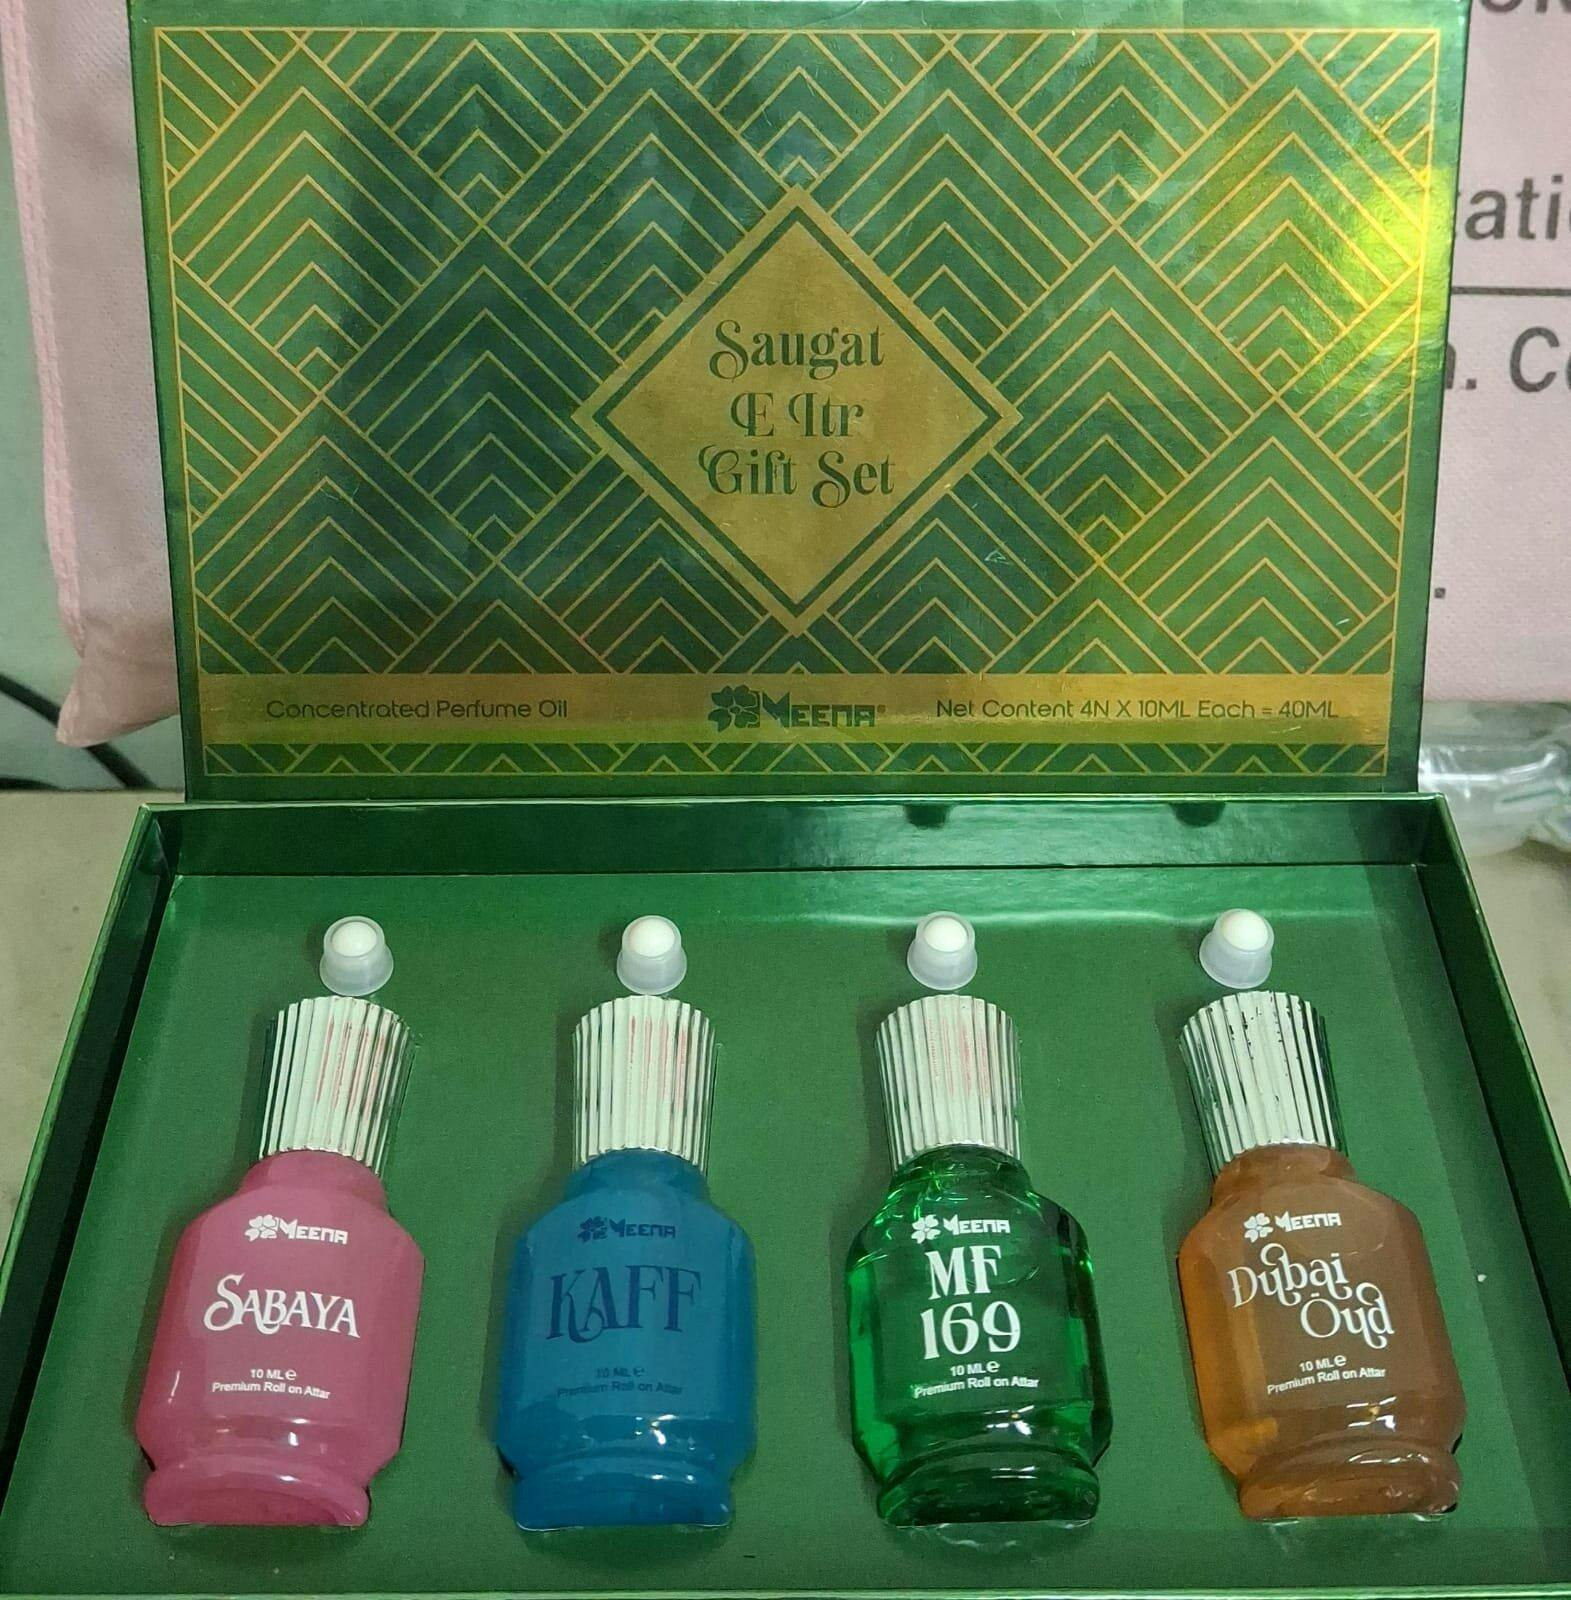 Saugat
E Itr
Gift Set
Concentrated Perfume Oil
MEENA®
Net Content 4N X 10ML Each = 40ML
MEENA
SABAYA
10 ML e
Premium Roll on Attar
MEENA
KAFF
10 ML e
Premium Roll on Attar
MEENA
MF
169
10 ML e
Premium Roll on Attar
MEENA
Dubai
Oud
10 ML e
Premium Roll on Attar